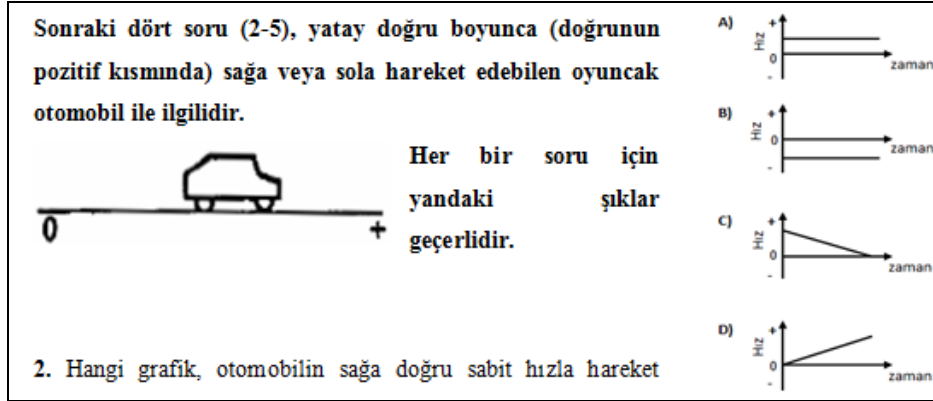 Sonraki dört soru (2-5), yatay doğru boyunca (doğrunun
pozitif kısmında) sağa veya sola hareket edebilen oyuncak
otomobil ile ilgilidir.
0
+
Her bir soru için
yandaki şıklar
geçerlidir.
2. Hangi grafik, otomobilin sağa doğru sabit hızla hareket
A)
Hız
+
0
-
zaman
B)
Hız
+
0
-
zaman
C)
Hız
+
0
-
zaman
D)
Hız
+
0
-
zaman